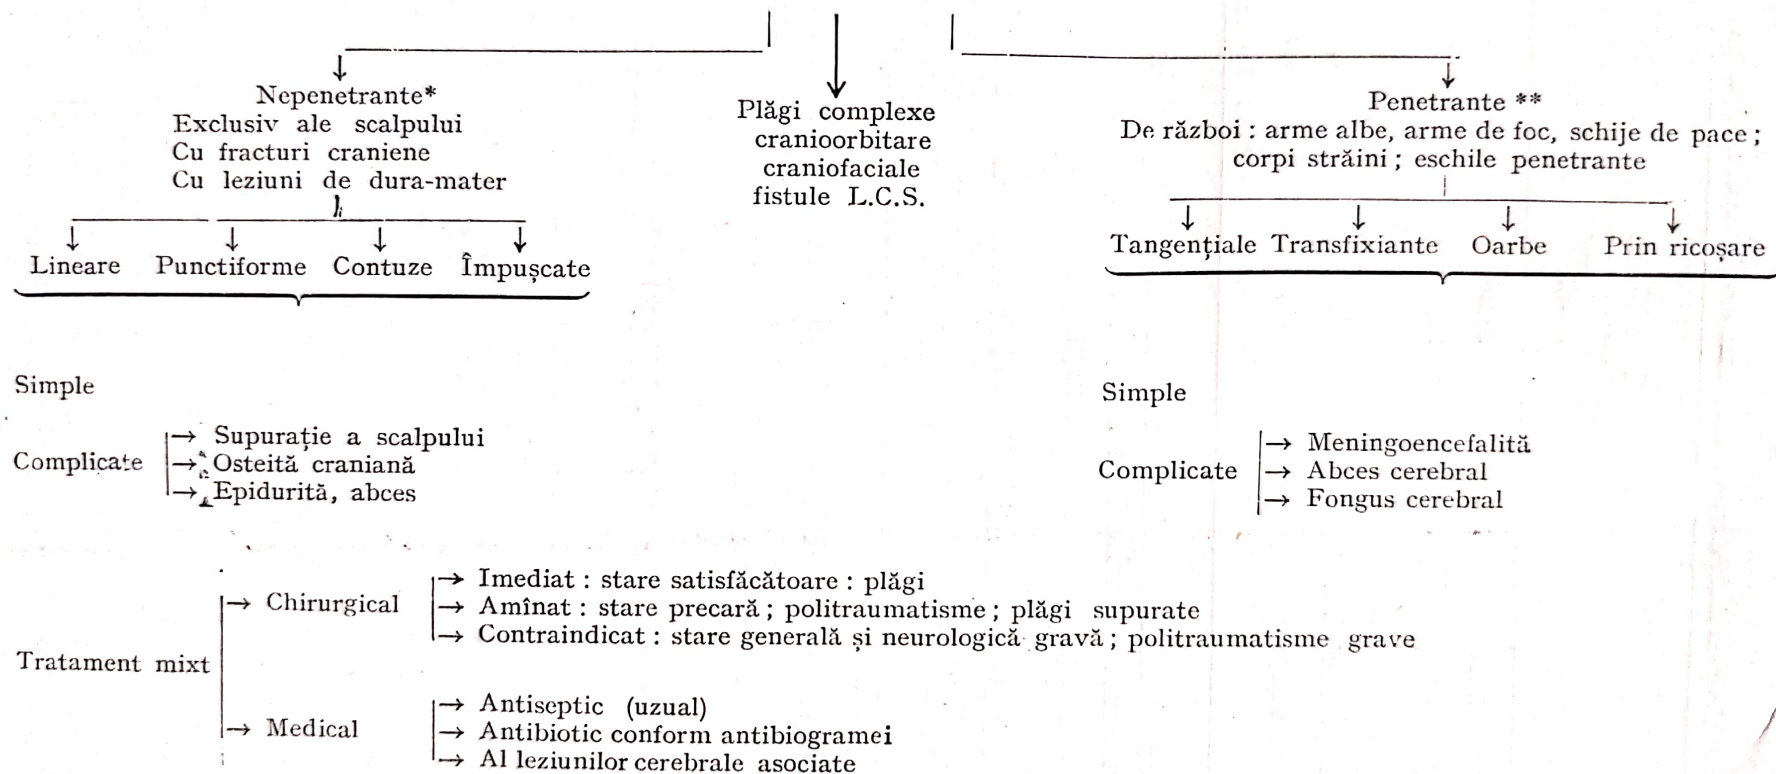 Nepenetrante*
Exclusiv ale scalpului
Cu fracturi craniene
Cu leziuni de dura-mater
Lineare Punctiforme Contuze Împușcate
Plăgi complexe
cranioorbitare
craniofaciale
fistule L.C.S.
Penetrante **
De război : arme albe, arme de foc, schije de pace ;
corpi străini ; eschile penetrante
Tangențiale Transfixiante Oarbe Prin ricoșare
Simple
Complicate
→ Supurație a scalpului
→ Osteită craniană
→ Epidurită, abces
Simple
Complicate
→ Meningoencefalită
→ Abces cerebral
→ Fongus cerebral
Tratament mixt
→ Chirurgical
→ Imediat : stare satisfăcătoare : plăgi
→ Amînat : stare precară ; politraumatisme ; plăgi supurate
→ Contraindicat : stare generală și neurologică gravă ; politraumatisme grave
→ Medical
→ Antiseptic (uzual)
→ Antibiotic conform antibiogramei
→ Al leziunilor cerebrale asociate